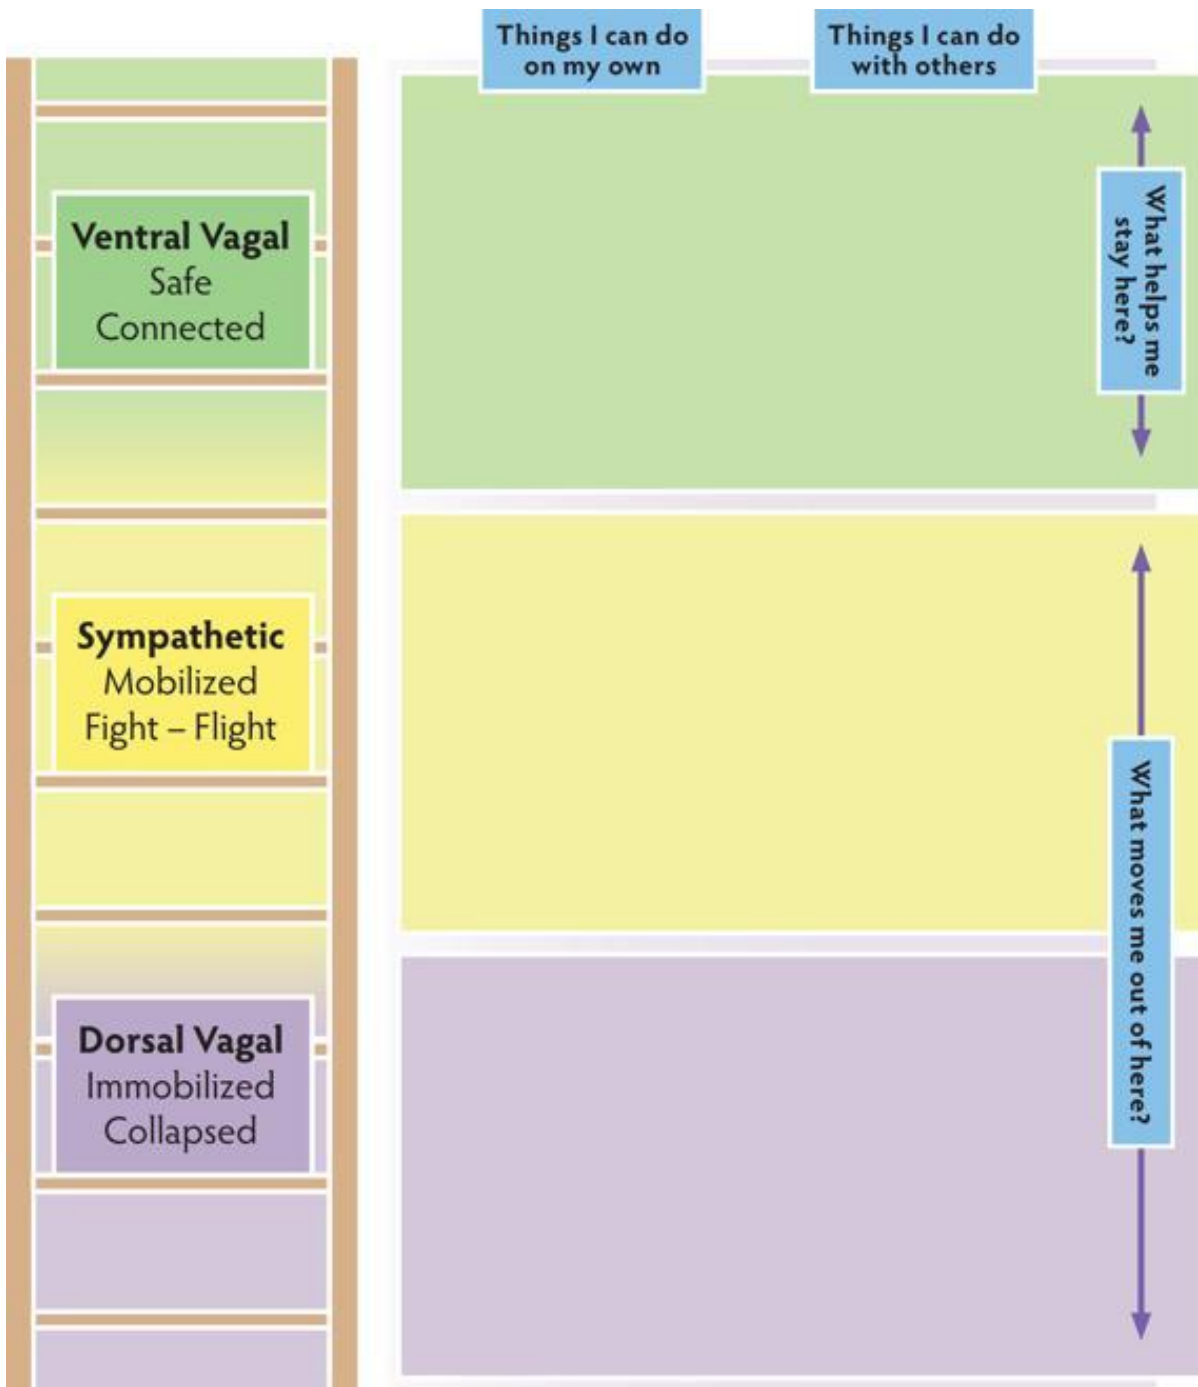 Things I can do
on my own
Things I can do
with others
Ventral Vagal
Safe
Connected
What helps me
stay here?
Sympathetic
Mobilized
Fight – Flight
What moves me out of here?
Dorsal Vagal
Immobilized
Collapsed